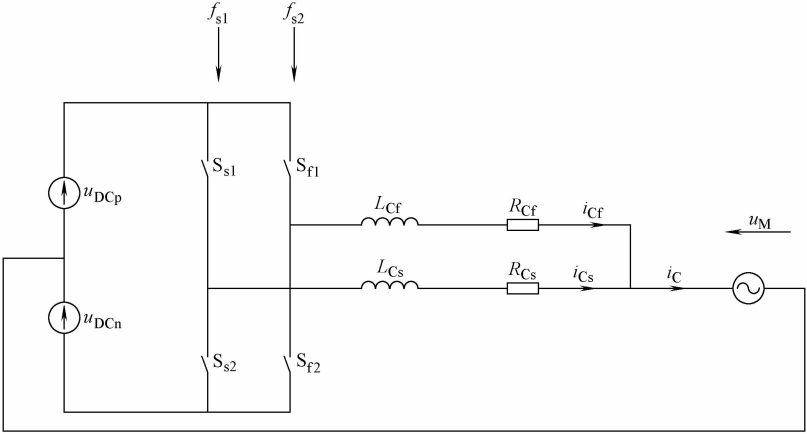 fs1 fs2
Ss1 Sf1
uDCp
LCf RCf iCf
uM
LCs RCs iCs iC
uDCn
Ss2 Sf2